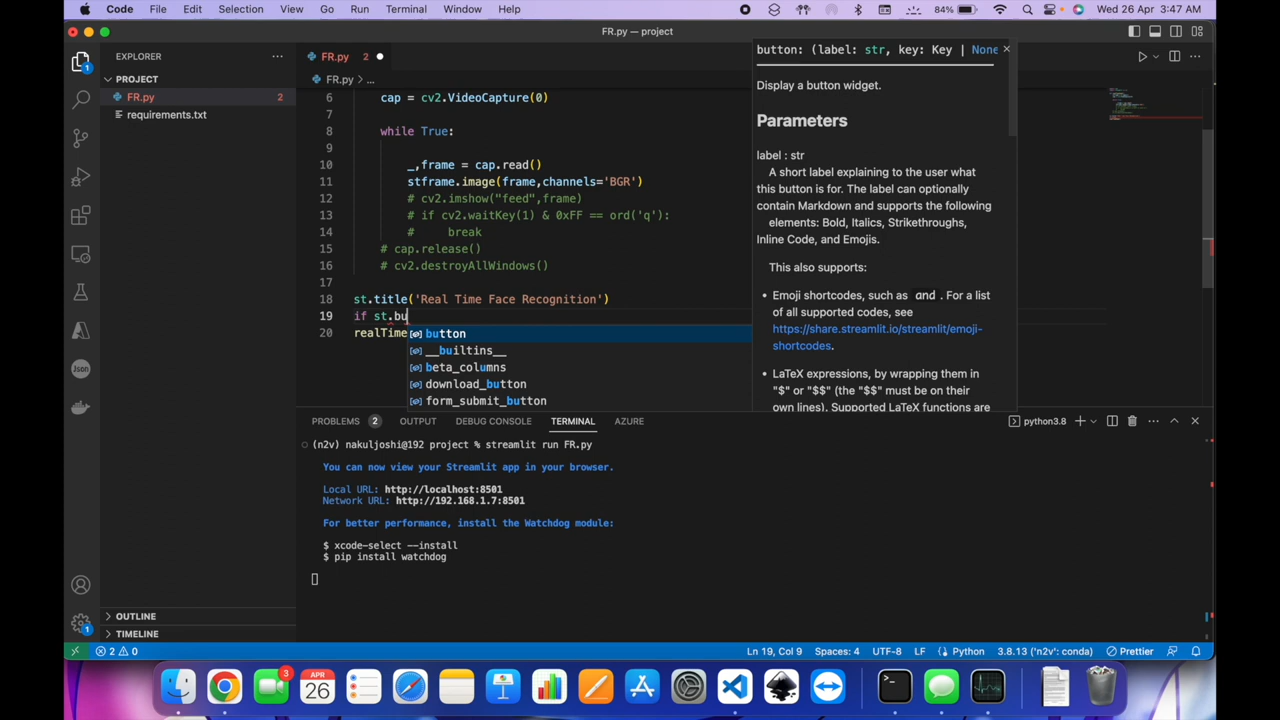 Code File Edit Selection View Go Run Terminal Window Help 84% Wed 26 Apr 3:47 AM
FR.py — project
EXPLORER
FR.py 2
PROJECT
FR.py 2
requirements.txt
FR.py > ...
6 cap = cv2.VideoCapture(0)
7
8 while True:
9
10 _,frame = cap.read()
11 stframe.image(frame,channels='BGR')
12 # cv2.imshow("feed",frame)
13 # if cv2.waitKey(1) & 0xFF == ord('q'):
14 # break
15 # cap.release()
16 # cv2.destroyAllWindows()
17
18 st.title('Real Time Face Recognition')
19 if st.bu
20 realTime
button
__builtins__
beta_columns
download_button
form_submit_button
button: (label: str, key: Key | None
Display a button widget.
Parameters
label : str
A short label explaining to the user what
this button is for. The label can optionally
contain Markdown and supports the following
elements: Bold, Italics, Strikethroughs,
Inline Code, and Emojis.
This also supports:
• Emoji shortcodes, such as and . For a list
of all supported codes, see
https://share.streamlit.io/streamlit/emoji-
shortcodes.
• LaTeX expressions, by wrapping them in
"$" or "$$" (the "$$" must be on their
own lines). Supported LaTeX functions are
PROBLEMS 2 OUTPUT DEBUG CONSOLE TERMINAL AZURE
python3.8
(n2v) nakuljoshi@192 project % streamlit run FR.py
You can now view your Streamlit app in your browser.
Local URL: http://localhost:8501
Network URL: http://192.168.1.7:8501
For better performance, install the Watchdog module:
$ xcode-select --install
$ pip install watchdog
OUTLINE
TIMELINE
2 0 Ln 19, Col 9 Spaces: 4 UTF-8 LF Python 3.8.13 ('n2v': conda) Prettier
1
1
3
APR
26